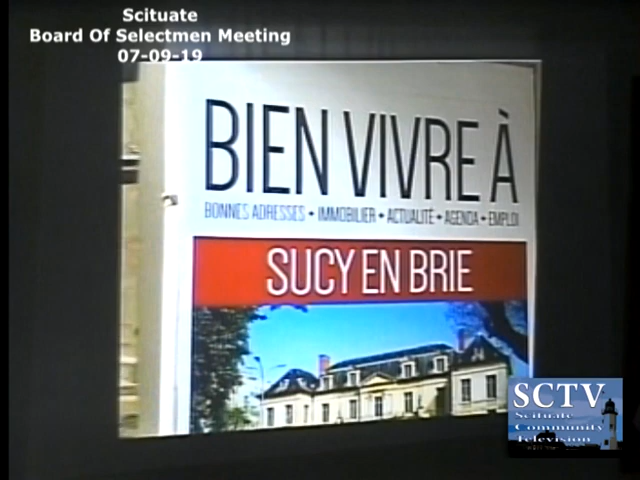 Scituate
Board Of Selectmen Meeting
07-09-19
BIEN VIVRE À
BONNES ADRESSES + IMMOBILIER + ACTUALITÉ + AGENDA + EMPLOI
SUCY EN BRIE
SCTV
Scituate
Community
Television